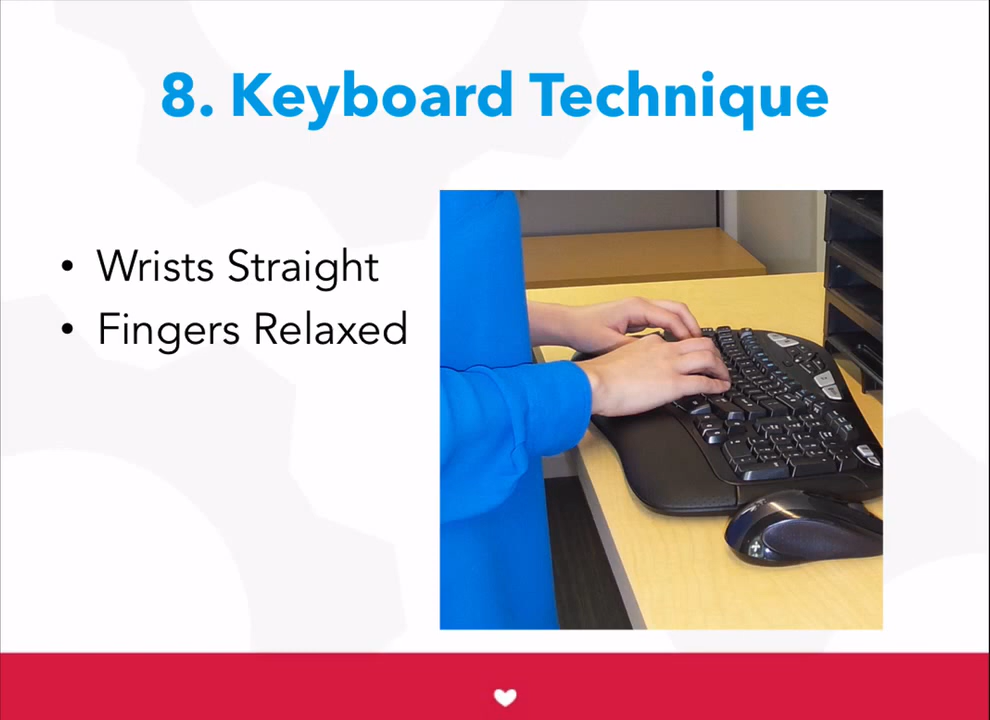 8. Keyboard Technique
• Wrists Straight
• Fingers Relaxed